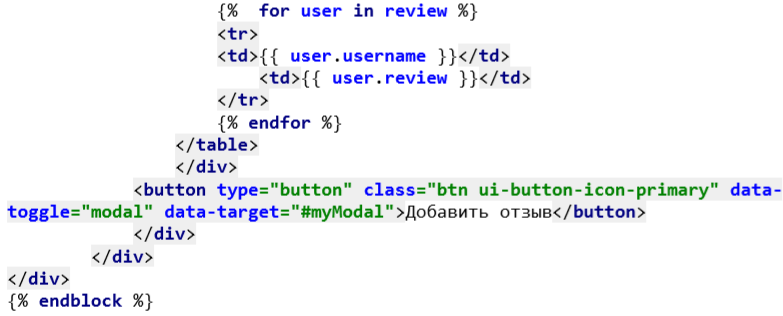 {%  for user in review %}
<tr>
<td>{{ user.username }}</td>
<td>{{ user.review }}</td>
</tr>
{% endfor %}
</table>
</div>
<button type="button" class="btn ui-button-icon-primary" data-
toggle="modal" data-target="#myModal">Добавить отзыв</button>
</div>
</div>
</div>
{% endblock %}